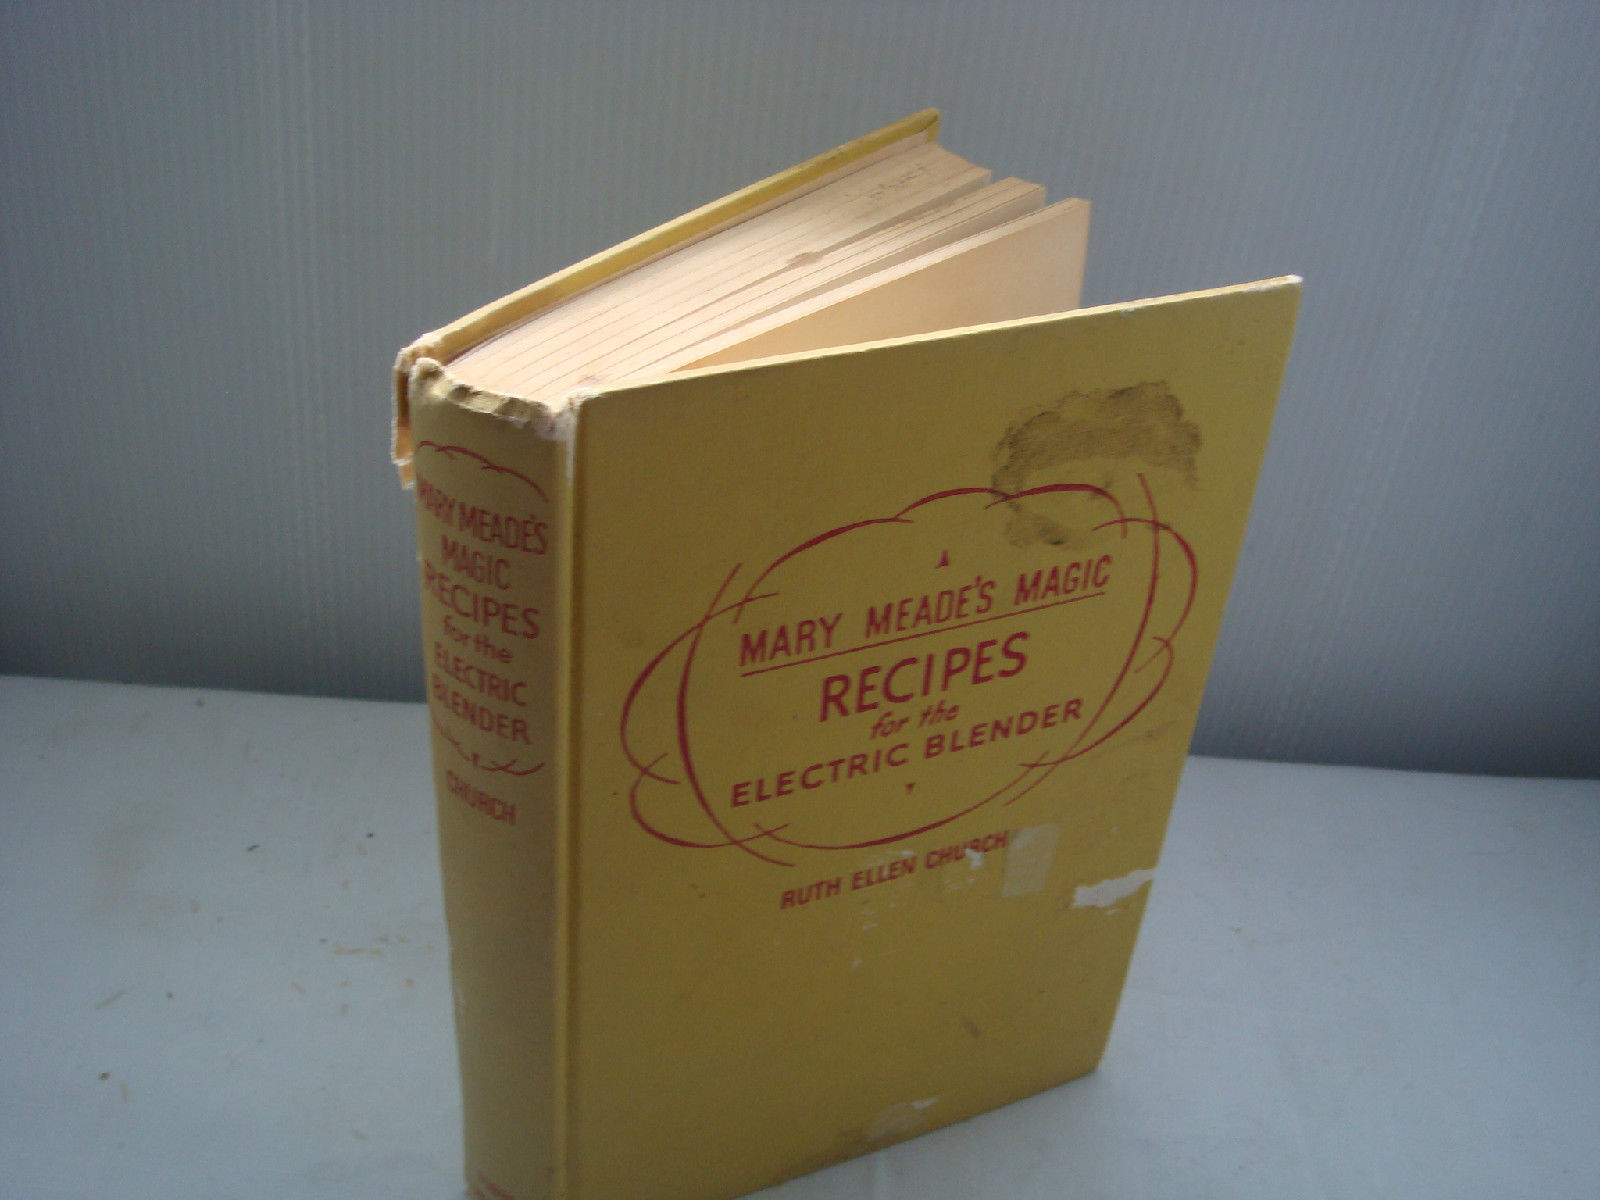 MARY MEADE'S
MAGIC
RECIPES
for the
ELECTRIC
BLENDER
CHURCH
MARY MEADE'S MAGIC
RECIPES
for the
ELECTRIC BLENDER
RUTH ELLEN CHURCH